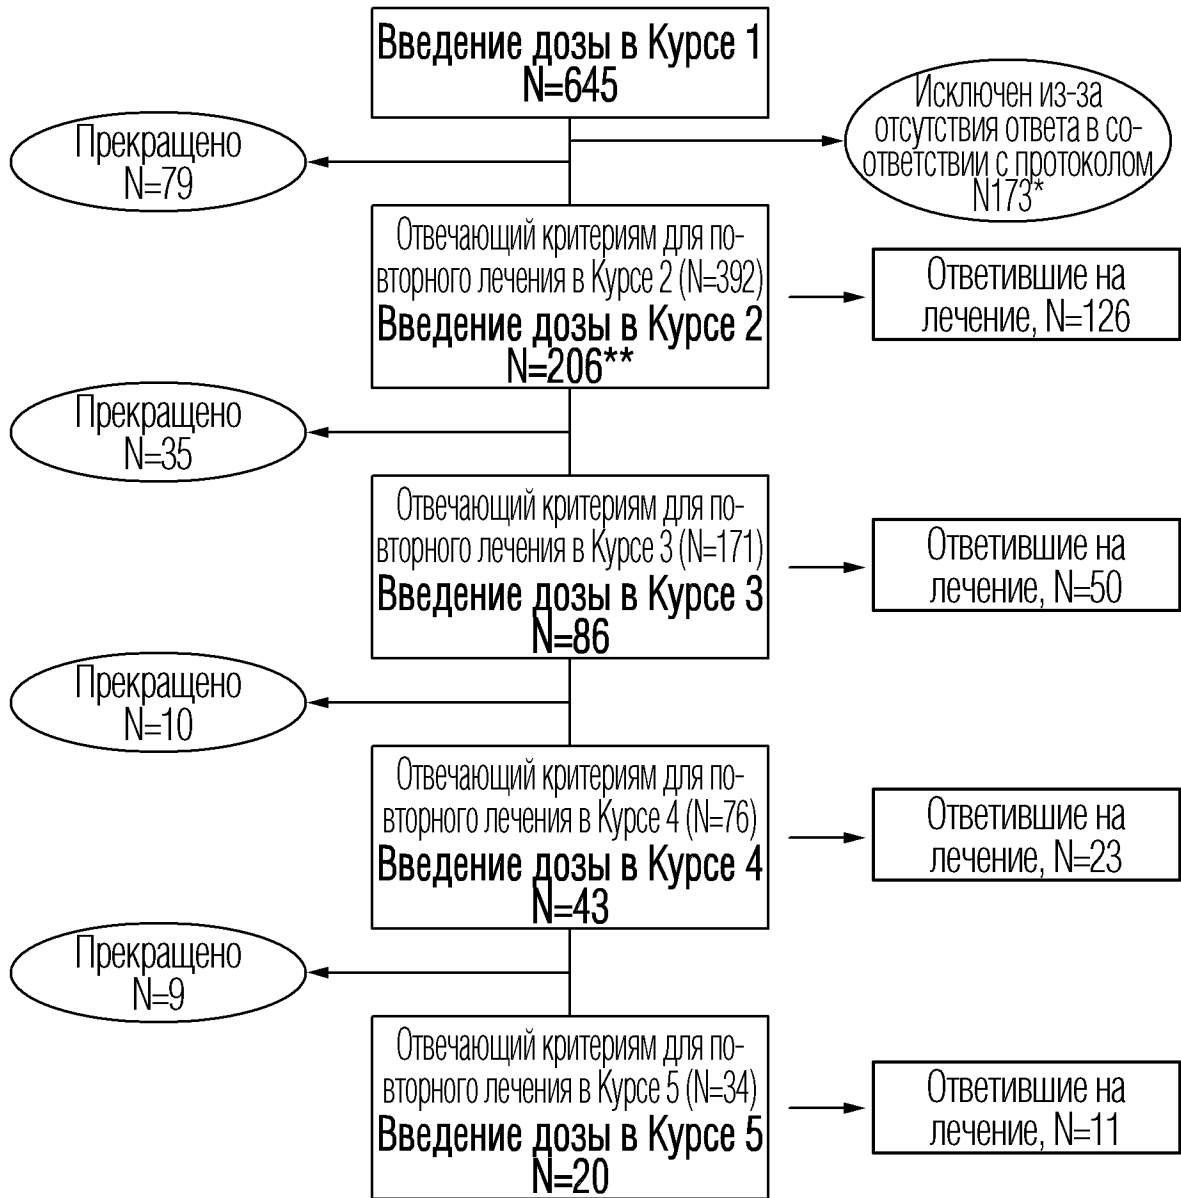 Введение дозы в Курсе 1
N=645
Исключен из-за
отсутствия ответа в со-
ответствии с протоколом
N173*
Прекращено
N=79
Отвечающий критериям для по-
вторного лечения в Курсе 2 (N=392)
Введение дозы в Курсе 2
N=206**
Ответившие на
лечение, N=126
Прекращено
N=35
Отвечающий критериям для по-
вторного лечения в Курсе 3 (N=171)
Введение дозы в Курсе 3
N=86
Ответившие на
лечение, N=50
Прекращено
N=10
Отвечающий критериям для по-
вторного лечения в Курсе 4 (N=76)
Введение дозы в Курсе 4
N=43
Ответившие на
лечение, N=23
Прекращено
N=9
Отвечающий критериям для по-
вторного лечения в Курсе 5 (N=34)
Введение дозы в Курсе 5
N=20
Ответившие на
лечение, N=11